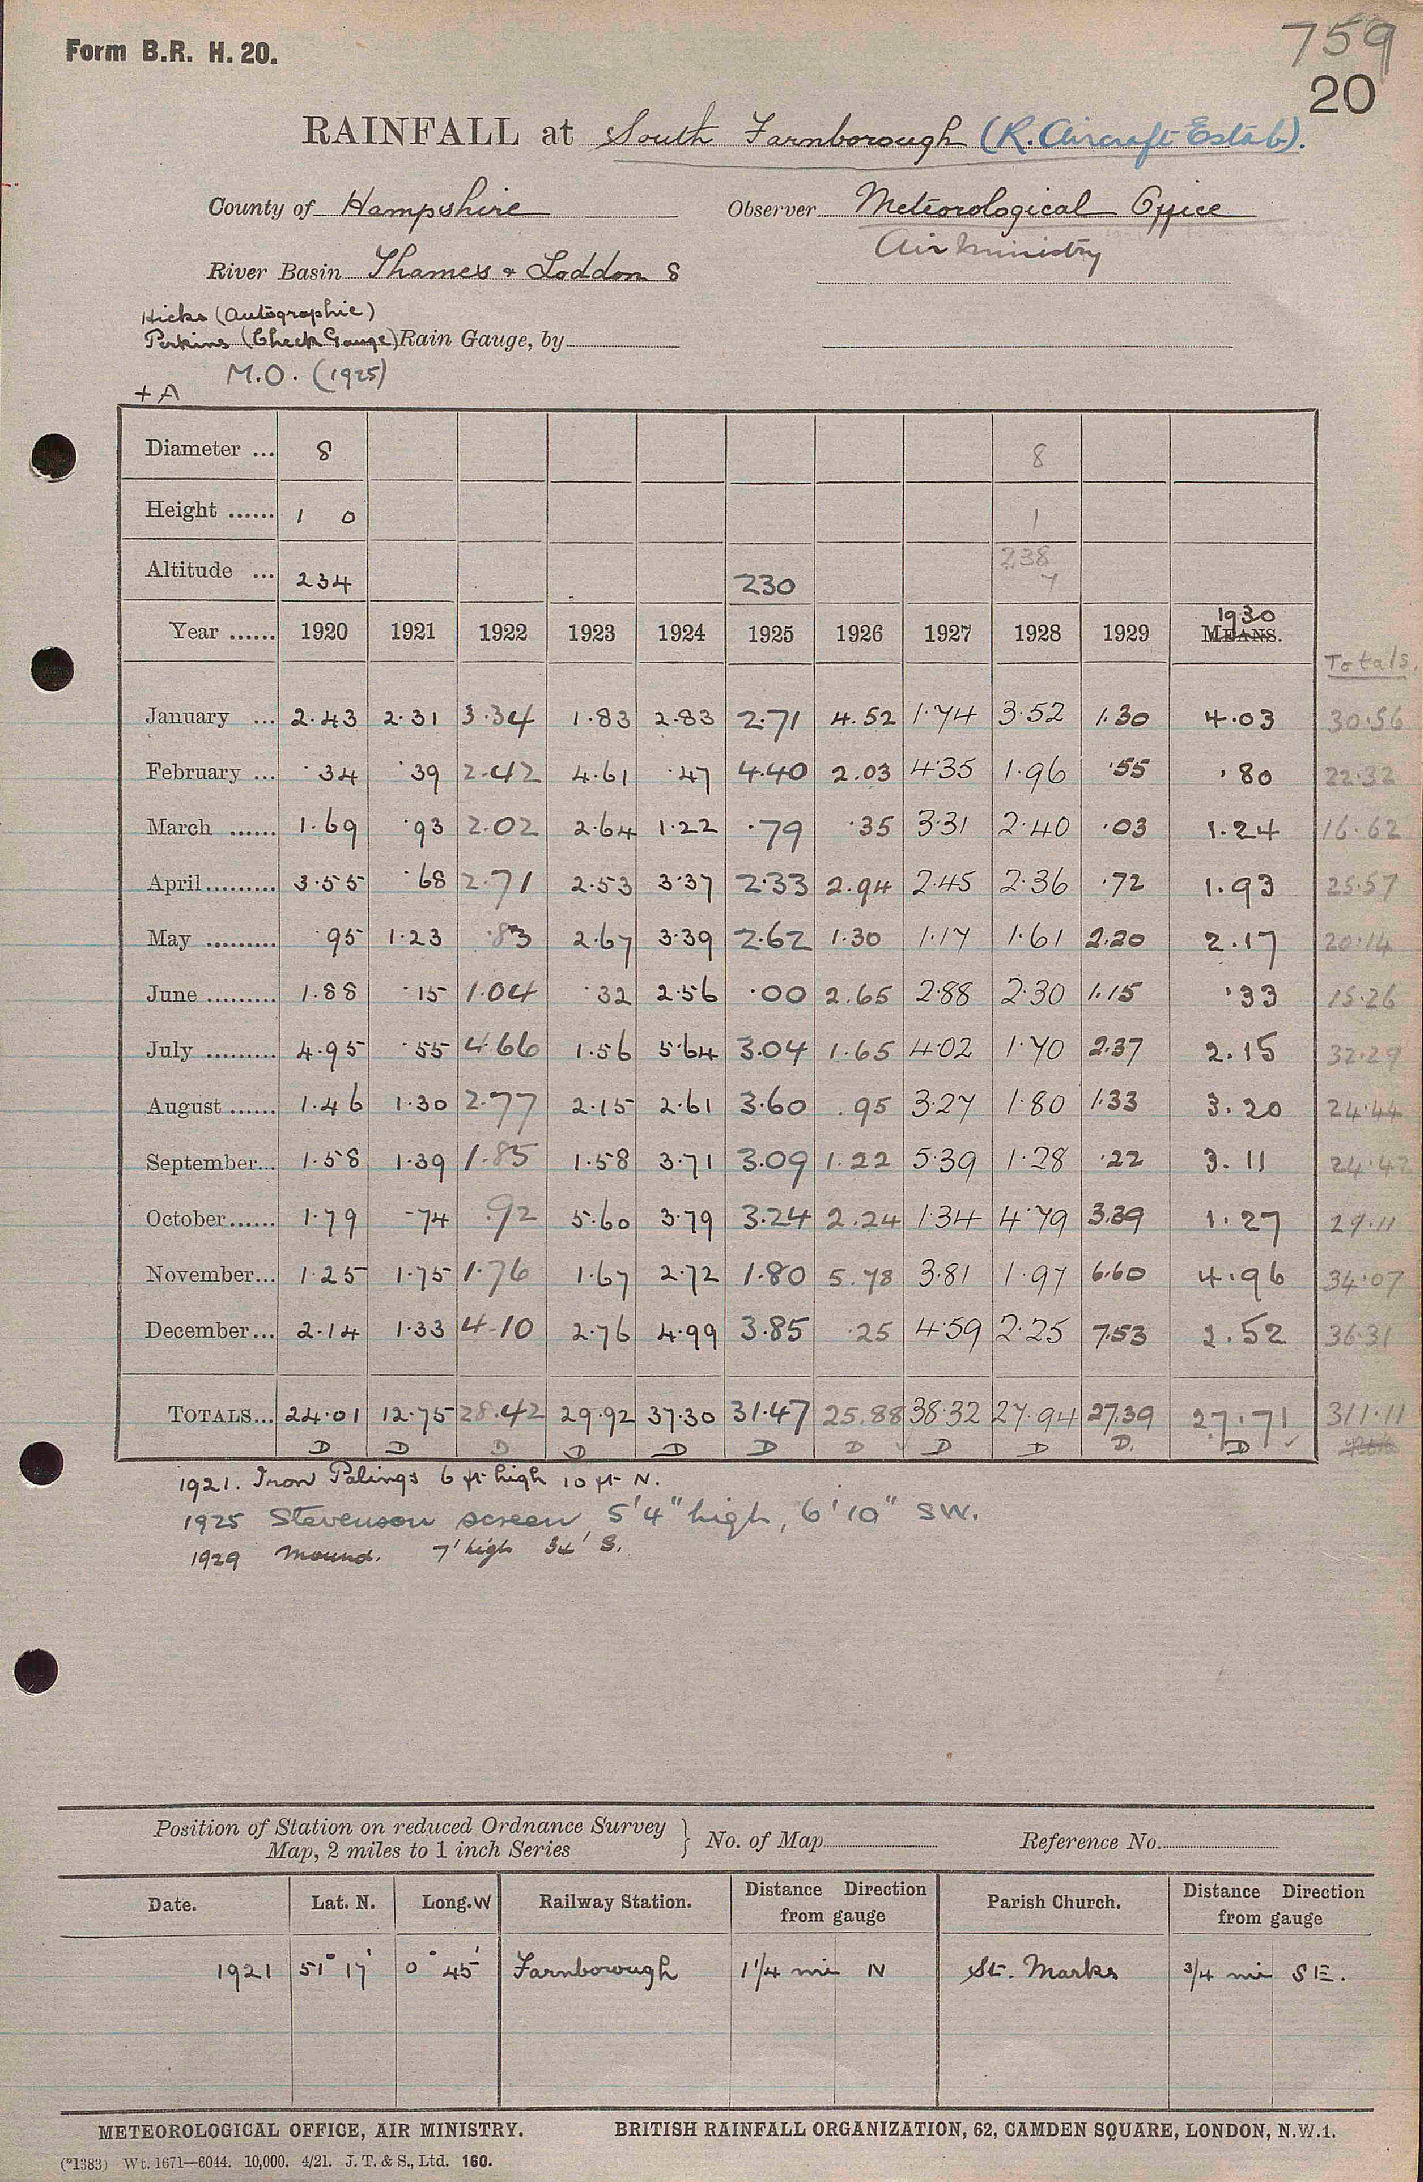 759
Form B.R. H. 20.
20
RAINFALL at South Farnborough (R. Aircraft Estab).
County of Hampshire Observer Meteorological Office
Air Ministry
River Basin Thames & Loddon 8
Hicks (Autographic)
Perkins (Check Gauge) Rain Gauge, by
M.O. (1925)
+ A
Diameter ... 8 8
Height ...... 1 0 1
Altitude ... 234 230 238
7
1930
Year ...... 1920 1921 1922 1923 1924 1925 1926 1927 1928 1929 MEANS.
Totals.
January ... 2.43 2.31 3.34 1.83 2.83 2.71 4.52 1.74 3.52 1.30 4.03 30.56
February ... .34 .39 2.42 4.61 .47 4.40 2.03 4.35 1.96 .55 .80 22.32
March ...... 1.69 .93 2.02 2.64 1.22 .79 .35 3.31 2.40 .03 1.24 16.62
April ......... 3.55 .68 2.71 2.53 3.37 2.33 2.94 2.45 2.36 .72 1.93 25.57
May ......... .95 1.23 .83 2.67 3.39 2.62 1.30 1.17 1.61 2.20 2.17 20.14
June ......... 1.88 .15 1.04 .32 2.56 .00 2.65 2.88 2.30 1.15 .33 15.26
July ......... 4.95 .55 4.66 1.56 5.64 3.04 1.65 4.02 1.70 2.37 2.15 32.29
August ...... 1.46 1.30 2.77 2.15 2.61 3.60 .95 3.27 1.80 1.33 3.20 24.44
September... 1.58 1.39 1.85 1.58 3.71 3.09 1.22 5.39 1.28 .22 3.11 24.42
October...... 1.79 .74 .92 5.60 3.79 3.24 2.24 1.34 4.79 3.39 1.27 29.11
November... 1.25 1.75 1.76 1.67 2.72 1.80 5.78 3.81 1.97 6.60 4.96 34.07
December... 2.14 1.33 4.10 2.76 4.99 3.85 .25 4.59 2.25 7.53 2.52 36.31
TOTALS... 24.01 12.75 28.42 29.92 37.30 31.47 25.88 38.32 27.94 27.39 27.71 311.11
D D D D D D D D D D. D
1921. Iron Palings 6 ft high 10 ft N.
1925 Stevenson screen 5'4" high, 6'10" SW.
1929 Mound. 7' high 34' S.
Position of Station on reduced Ordnance Survey
Map, 2 miles to 1 inch Series } No. of Map Reference No.
Date. Lat. N. Long. W Railway Station. Distance Direction from gauge Parish Church. Distance Direction from gauge
1921 51° 17' 0° 45' Farnborough 1 1/4 mi N St. Marks 3/4 mi SE.
METEOROLOGICAL OFFICE, AIR MINISTRY. BRITISH RAINFALL ORGANIZATION, 62, CAMDEN SQUARE, LONDON, N.W.1.
(*1383) Wt. 1671—6044. 10,000. 4/21. J. T. & S., Ltd. 160.